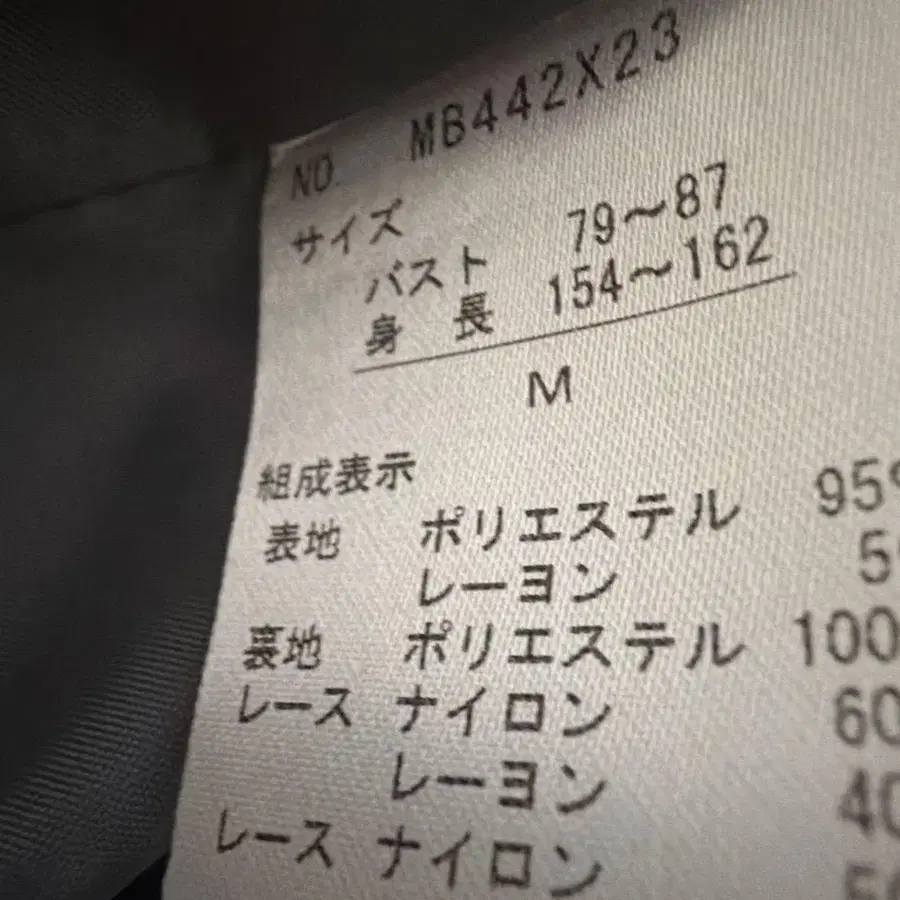 NO. MB442X23
サイズ
バスト 79～87
身長 154～162
M
組成表示
表地 ポリエステル 95%
レーヨン 5%
裏地 ポリエステル 100
レース ナイロン 60
レーヨン 40
レース ナイロン